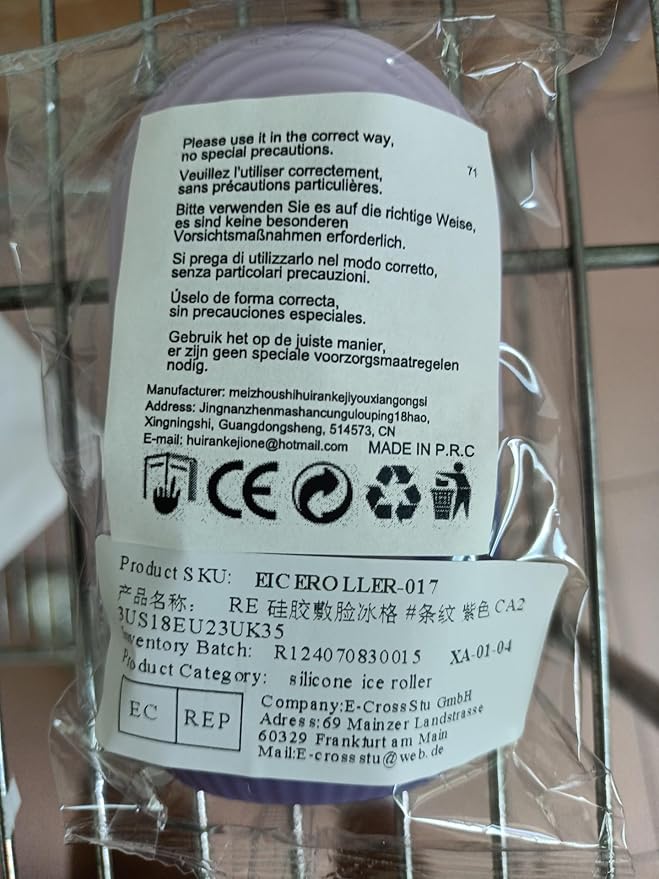 Please use it in the correct way,
no special precautions.
71
Veuillez l'utiliser correctement,
sans précautions particulières.
Bitte verwenden Sie es auf die richtige Weise,
es sind keine besonderen
Vorsichtsmaßnahmen erforderlich.
Si prega di utilizzarlo nel modo corretto,
senza particolari precauzioni.
Úselo de forma correcta,
sin precauciones especiales.
Gebruik het op de juiste manier,
er zijn geen speciale voorzorgsmaatregelen
nodig.
Manufacturer: meizhoushihuirankejiyouxiangongsi
Address: Jingnanzhenmashancungulouping18hao,
Xingningshi, Guangdongsheng, 514573, CN
E-mail: huirankejione@hotmail.com MADE IN P.R.C
CE
Product SKU: EICEROLLER-017
产品名称: RE 硅胶敷脸冰格 #条纹 紫色 CA2
3US18EU23UK35
Inventory Batch: R124070830015 XA-01-04
Product Category: silicone ice roller
EC REP
Company:E-CrossStu GmbH
Adress:69 Mainzer Landstrasse
60329 Frankfurt am Main
Mail:E-crossstu@web.de